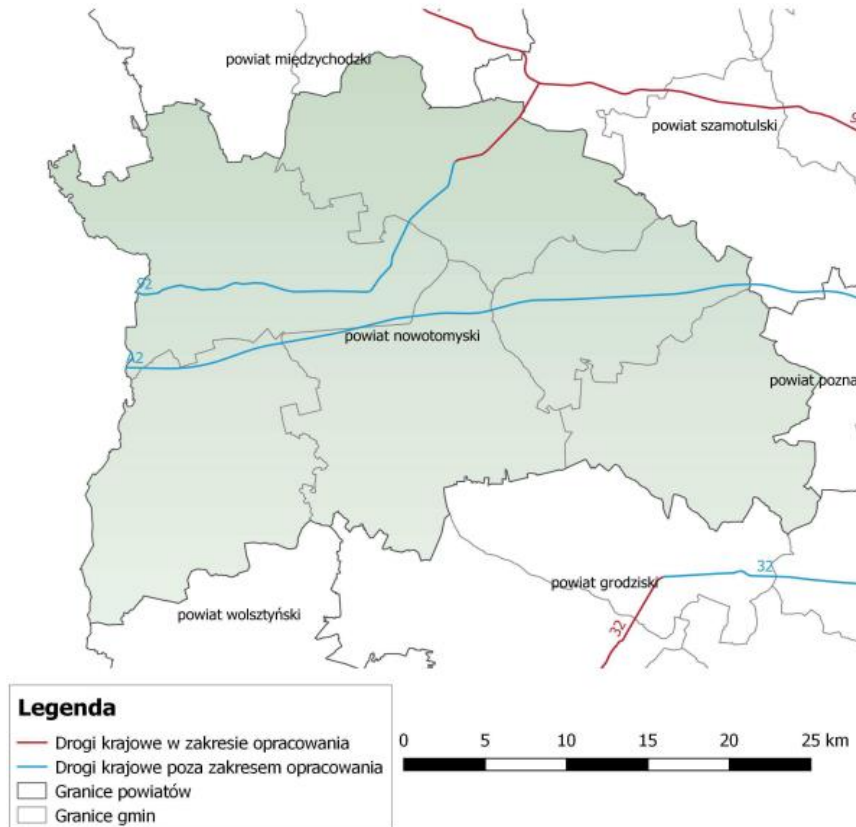 powiat międzychodzki
powiat szamotulski
92
powiat nowotomyski
A2
powiat pozna
32
powiat grodziski
powiat wolsztyński
32
Legenda
Drogi krajowe w zakresie opracowania
Drogi krajowe poza zakresem opracowania
Granice powiatów
Granice gmin
0 5 10 15 20 25 km